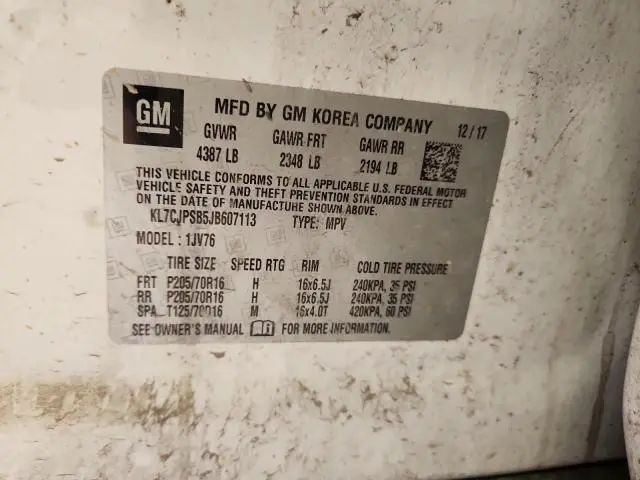 GM MFD BY GM KOREA COMPANY 12/17
GVWR GAWR FRT GAWR RR
4387 LB 2348 LB 2194 LB
THIS VEHICLE CONFORMS TO ALL APPLICABLE U.S. FEDERAL MOTOR
VEHICLE SAFETY AND THEFT PREVENTION STANDARDS IN EFFECT
ON THE DATE OF MANUFACTURE SHOWN ABOVE.
KL7CJPSB5JB607113 TYPE: MPV
MODEL : 1JV76
TIRE SIZE SPEED RTG RIM COLD TIRE PRESSURE
FRT P205/70R16 H 16x6.5J 240KPA, 35 PSI
RR P205/70R16 H 16x6.5J 240KPA, 35 PSI
SPA T125/70D16 M 16x4.0T 420KPA, 60 PSI
SEE OWNER'S MANUAL FOR MORE INFORMATION.